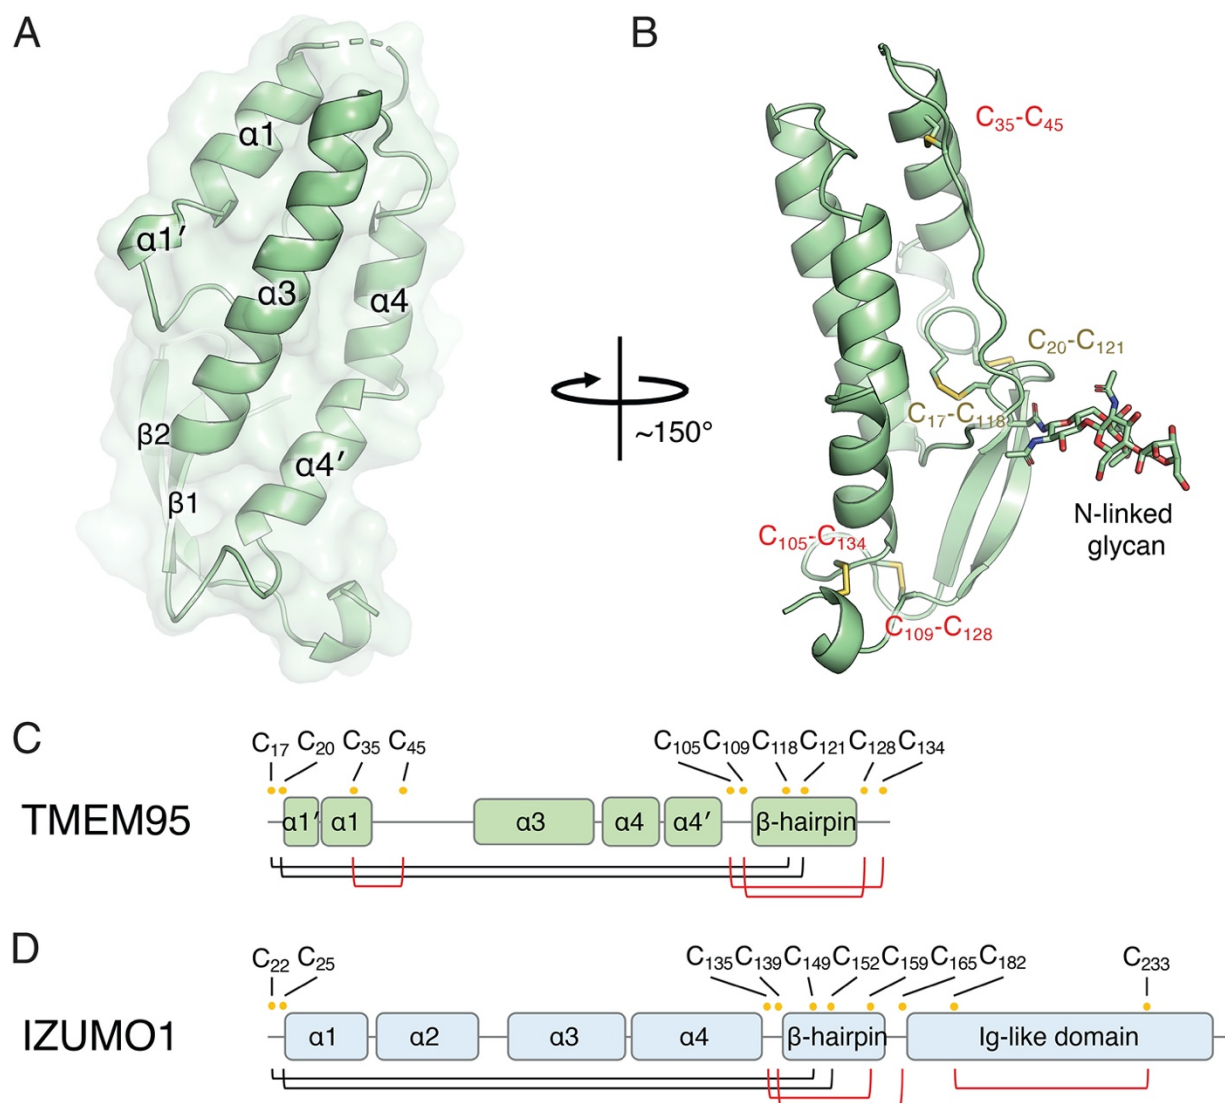 A
α1
α1′
α3
α4
β2
α4′
β1
~150°
B
C₃₅-C₄₅
C₂₀-C₁₂₁
C₁₇-C₁₁₈
N-linked
glycan
C₁₀₅-C₁₃₄
C₁₀₉-C₁₂₈
C
C₁₇ C₂₀ C₃₅ C₄₅ C₁₀₅ C₁₀₉ C₁₁₈ C₁₂₁ C₁₂₈ C₁₃₄
TMEM95 α1′ α1 α3 α4 α4′ β-hairpin
D
C₂₂ C₂₅ C₁₃₅ C₁₃₉ C₁₄₉ C₁₅₂ C₁₅₉ C₁₆₅ C₁₈₂ C₂₃₃
IZUMO1 α1 α2 α3 α4 β-hairpin Ig-like domain